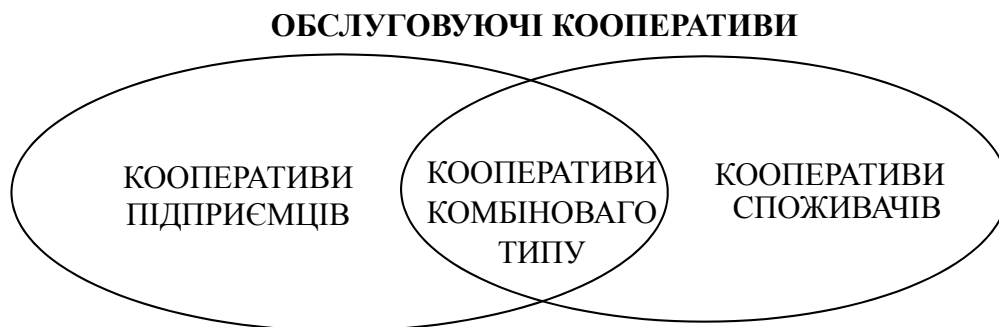 ОБСЛУГОВУЮЧІ КООПЕРАТИВИ
КООПЕРАТИВИ
ПІДПРИЄМЦІВ
КООПЕРАТИВИ
КОМБІНОВАГО
ТИПУ
КООПЕРАТИВИ
СПОЖИВАЧІВ